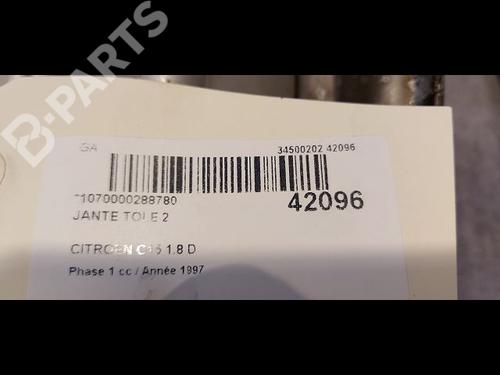 B-PARTS
GA 34500202 42096
1070000288780 42096
JANTE TOLE 2
CITROEN C15 1.8 D
Phase 1 cc / Année 1997